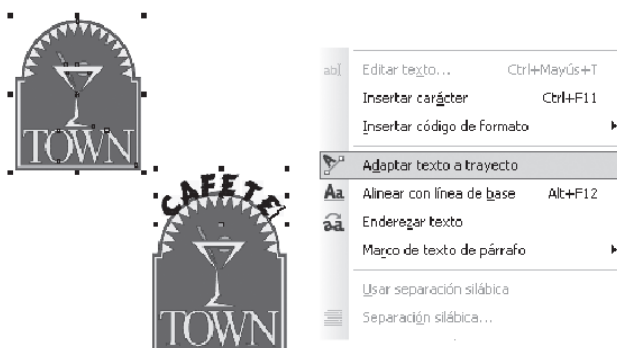 TOWN
CAFETE
TOWN
Editar texto... Ctrl+Mayús+T
Insertar carácter Ctrl+F11
Insertar código de formato
Adaptar texto a trayecto
Alinear con línea de base Alt+F12
Enderezar texto
Marco de texto de párrafo
Usar separación silábica
Separación silábica...